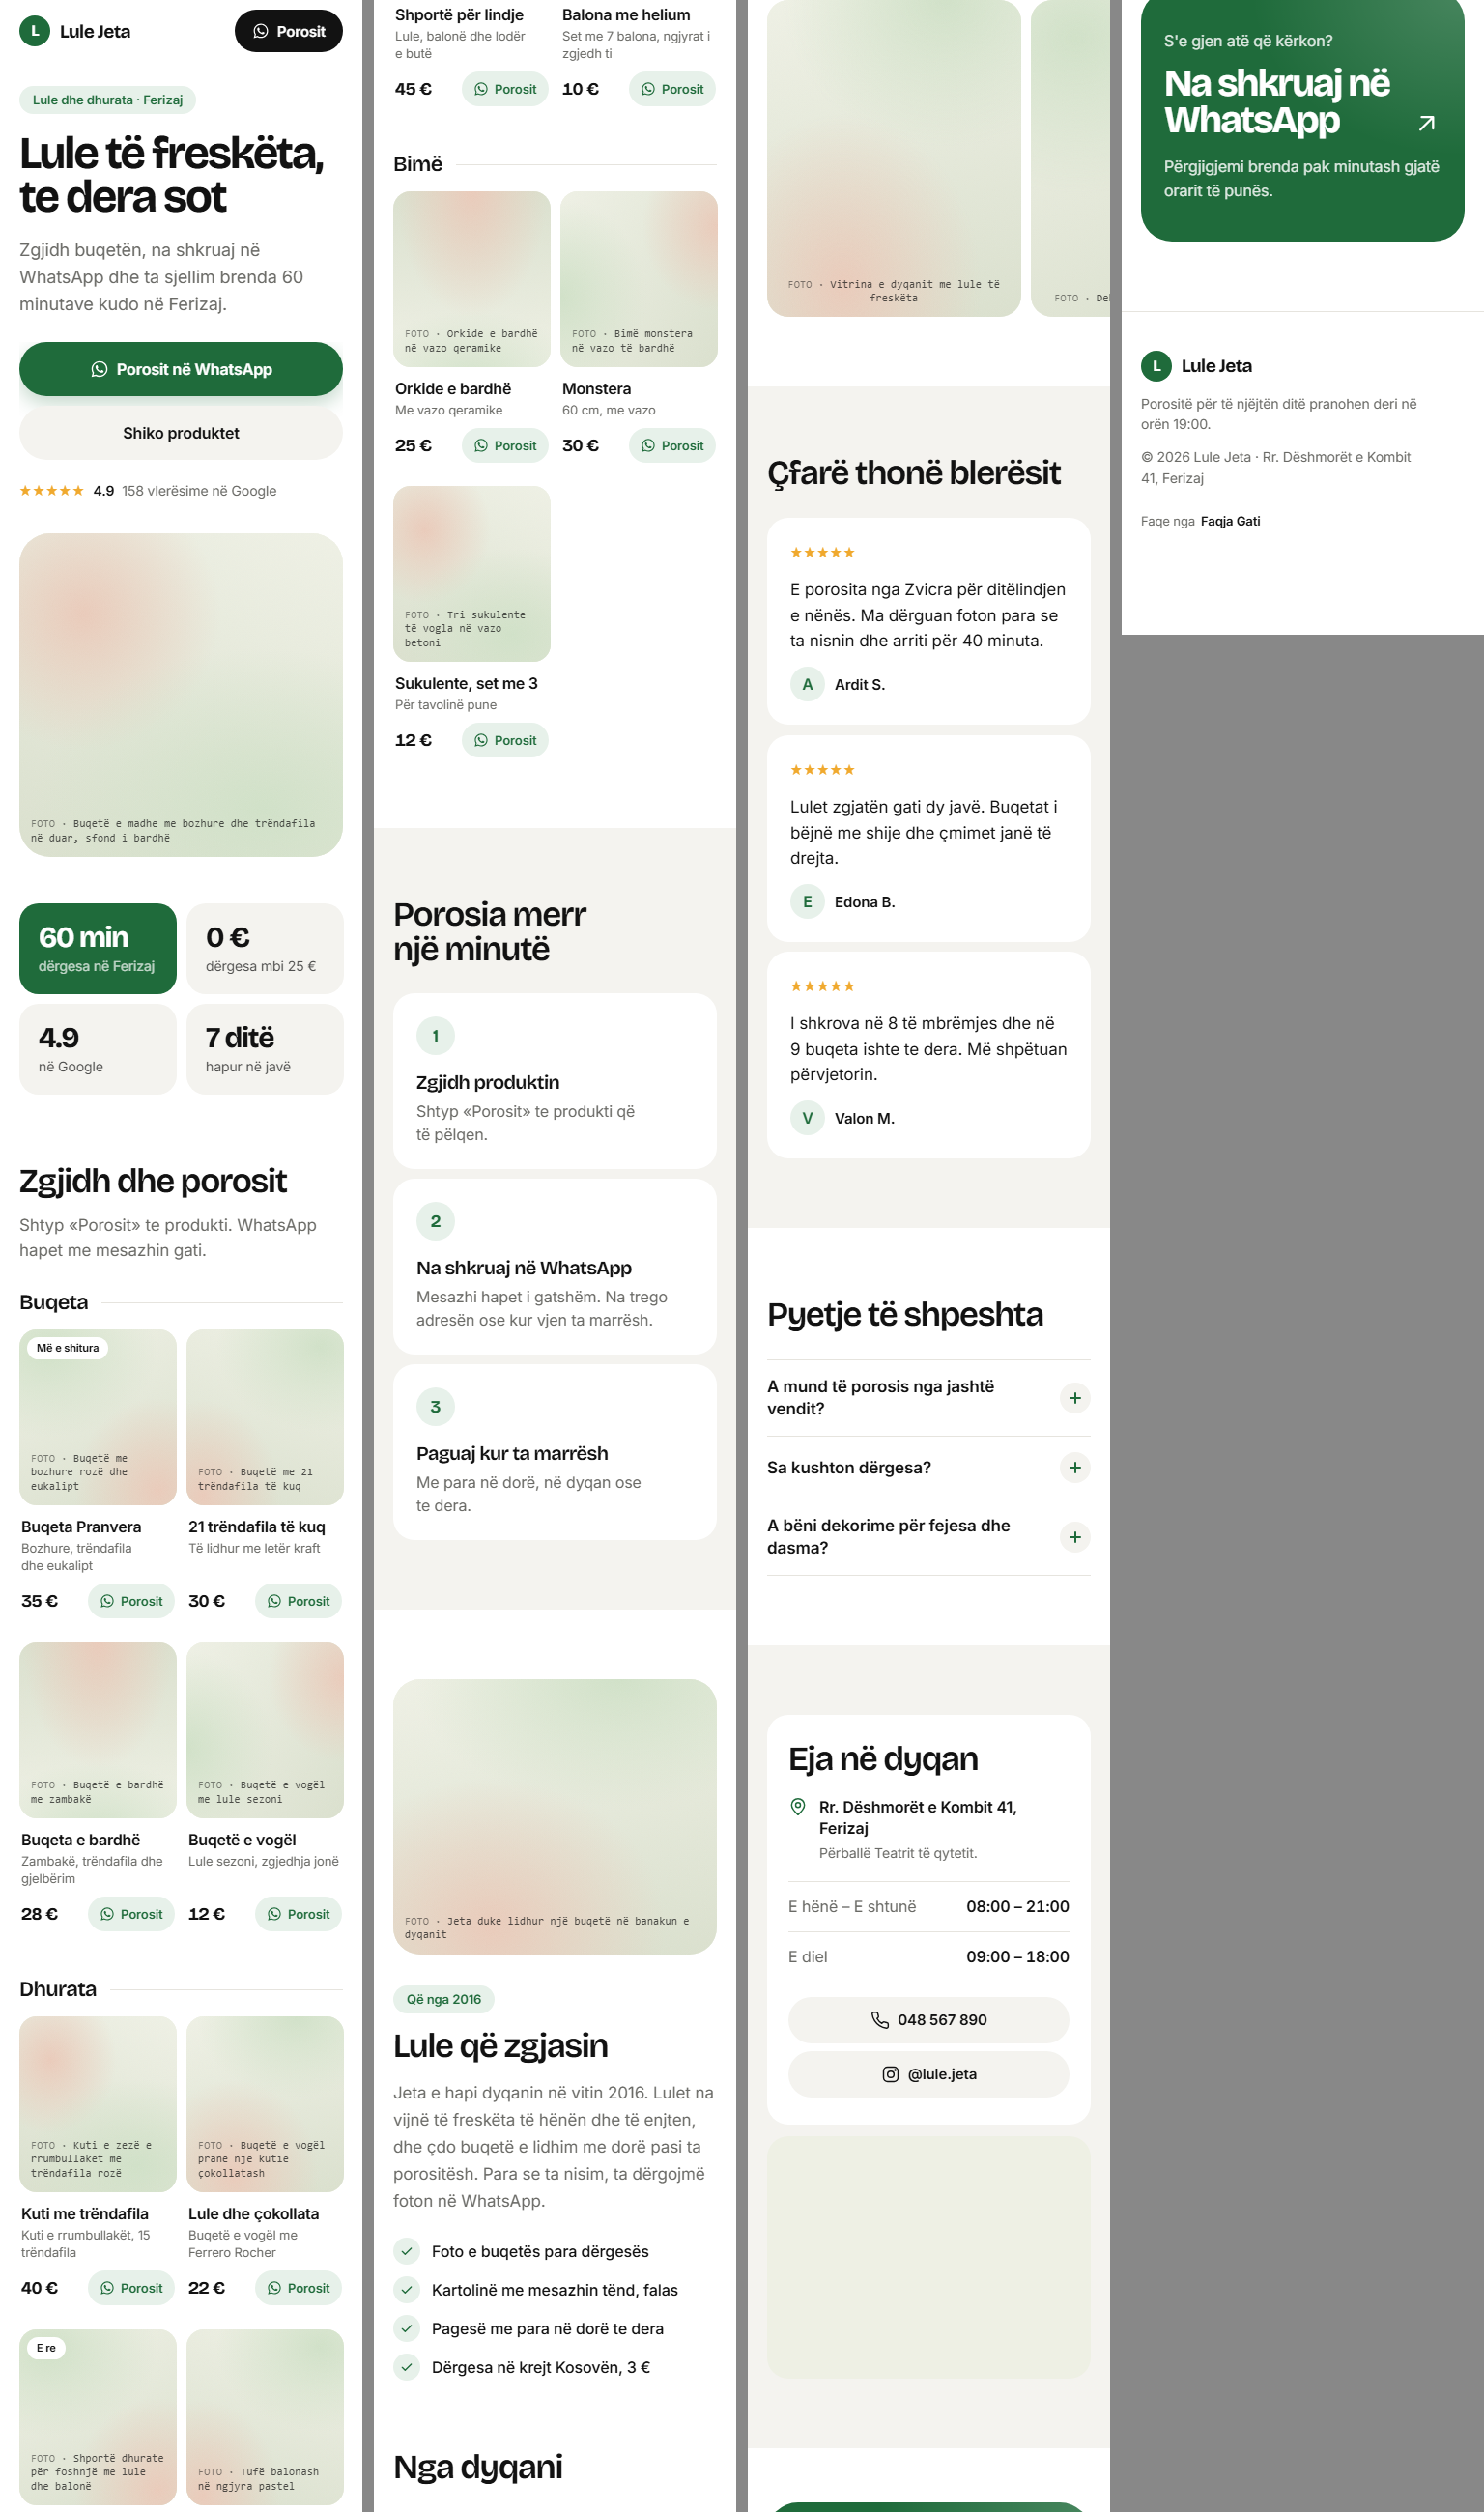 L Lule Jeta
Porosit
Lule dhe dhurata · Ferizaj
Lule të freskëta,
te dera sot
Zgjidh buqetën, na shkruaj në
WhatsApp dhe ta sjellim brenda 60
minutave kudo në Ferizaj.
Porosit në WhatsApp
Shiko produktet
★★★★★ 4.9 158 vlerësime në Google
FOTO · Buqetë e madhe me bozhure dhe trëndafila
në duar, sfond i bardhë
60 min
dërgesa në Ferizaj
0 €
dërgesa mbi 25 €
4.9
në Google
7 ditë
hapur në javë
Zgjidh dhe porosit
Shtyp «Porosit» te produkti. WhatsApp
hapet me mesazhin gati.
Buqeta
Më e shitura
FOTO · Buqetë me
bozhure rozë dhe
eukalipt
Buqeta Pranvera
Bozhure, trëndafila
dhe eukalipt
35 €
Porosit
FOTO · Buqetë me 21
trëndafila të kuq
21 trëndafila të kuq
Të lidhur me letër kraft
30 €
Porosit
FOTO · Buqetë e bardhë
me zambakë
Buqeta e bardhë
Zambakë, trëndafila dhe
gjelbërim
28 €
Porosit
FOTO · Buqetë e vogël
me lule sezoni
Buqetë e vogël
Lule sezoni, zgjedhja jonë
12 €
Porosit
Dhurata
FOTO · Kuti e zezë e
rrumbullakët me
trëndafila rozë
Kuti me trëndafila
Kuti e rrumbullakët, 15
trëndafila
40 €
Porosit
FOTO · Buqetë e vogël
pranë një kutie
çokollatash
Lule dhe çokollata
Buqetë e vogël me
Ferrero Rocher
22 €
Porosit
E re
FOTO · Shportë dhurate
për foshnjë me lule
dhe balonë
FOTO · Tufë balonash
në ngjyra pastel
Shportë për lindje
Lule, balonë dhe lodër
e butë
45 €
Porosit
Balona me helium
Set me 7 balona, ngjyrat i
zgjedh ti
10 €
Porosit
Bimë
FOTO · Orkide e bardhë
në vazo qeramike
Orkide e bardhë
Me vazo qeramike
25 €
Porosit
FOTO · Bimë monstera
në vazo të bardhë
Monstera
60 cm, me vazo
30 €
Porosit
FOTO · Tri sukulente
të vogla në vazo
betoni
Sukulente, set me 3
Për tavolinë pune
12 €
Porosit
Porosia merr
një minutë
1
Zgjidh produktin
Shtyp «Porosit» te produkti që
të pëlqen.
2
Na shkruaj në WhatsApp
Mesazhi hapet i gatshëm. Na trego
adresën ose kur vjen ta marrësh.
3
Paguaj kur ta marrësh
Me para në dorë, në dyqan ose
te dera.
FOTO · Jeta duke lidhur një buqetë në banakun e
dyqanit
Që nga 2016
Lule që zgjasin
Jeta e hapi dyqanin në vitin 2016. Lulet na
vijnë të freskëta të hënën dhe të enjten,
dhe çdo buqetë e lidhim me dorë pasi ta
porositësh. Para se ta nisim, ta dërgojmë
foton në WhatsApp.
Foto e buqetës para dërgesës
Kartolinë me mesazhin tënd, falas
Pagesë me para në dorë te dera
Dërgesa në krejt Kosovën, 3 €
Nga dyqani
FOTO · Vitrina e dyqanit me lule të
freskëta
FOTO ·
Çfarë thonë blerësit
★★★★★
E porosita nga Zvicra për ditëlindjen
e nënës. Ma dërguan foton para se
ta nisnin dhe arriti për 40 minuta.
A Ardit S.
★★★★★
Lulet zgjatën gati dy javë. Buqetat i
bëjnë me shije dhe çmimet janë të
drejta.
E Edona B.
★★★★★
I shkrova në 8 të mbrëmjes dhe në
9 buqeta ishte te dera. Më shpëtuan
përvjetorin.
V Valon M.
Pyetje të shpeshta
A mund të porosis nga jashtë
vendit?
Sa kushton dërgesa?
A bëni dekorime për fejesa dhe
dasma?
Eja në dyqan
Rr. Dëshmorët e Kombit 41,
Ferizaj
Përballë Teatrit të qytetit.
E hënë – E shtunë 08:00 – 21:00
E diel 09:00 – 18:00
048 567 890
@lule.jeta
S'e gjen atë që kërkon?
Na shkruaj në
WhatsApp
Përgjigjemi brenda pak minutash gjatë
orarit të punës.
L Lule Jeta
Porositë për të njëjtën ditë pranohen deri në
orën 19:00.
© 2026 Lule Jeta · Rr. Dëshmorët e Kombit
41, Ferizaj
Faqe nga Faqja Gati